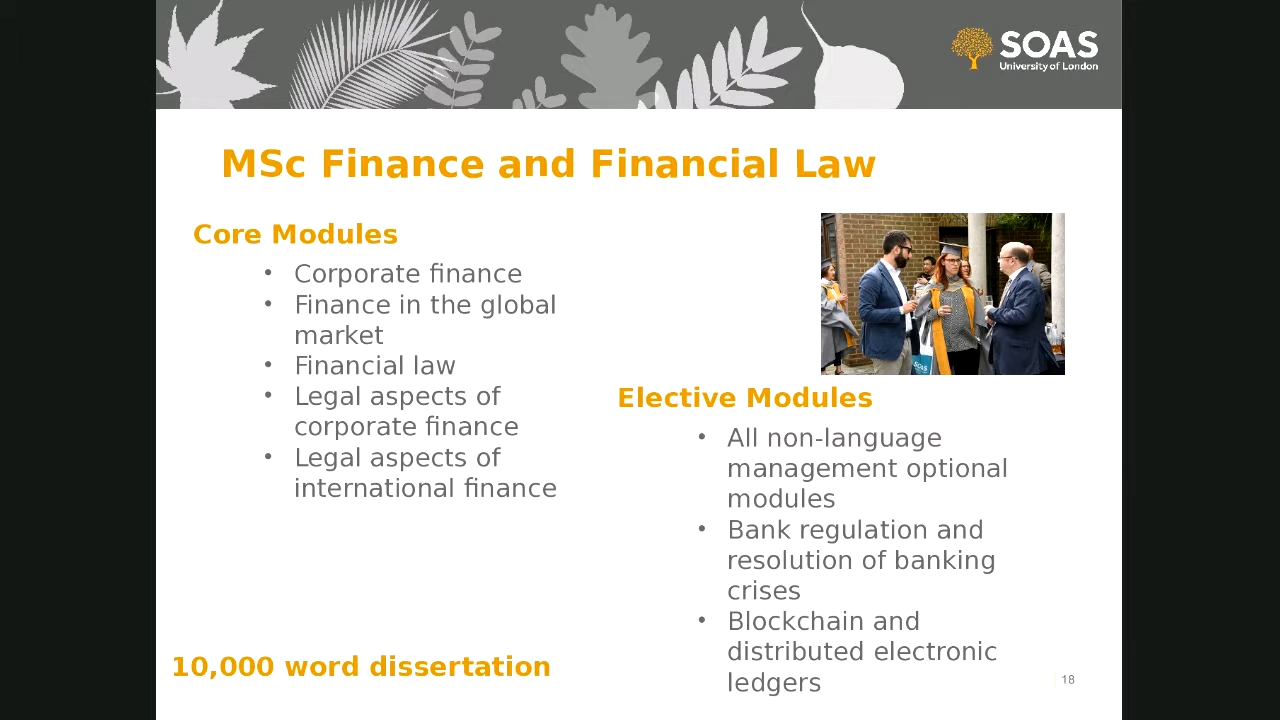 SOAS
University of London
MSc Finance and Financial Law
Core Modules
• Corporate finance
• Finance in the global
market
• Financial law
• Legal aspects of
corporate finance
• Legal aspects of
international finance
SOAS
Elective Modules
• All non-language
management optional
modules
• Bank regulation and
resolution of banking
crises
• Blockchain and
distributed electronic
ledgers
10,000 word dissertation
18